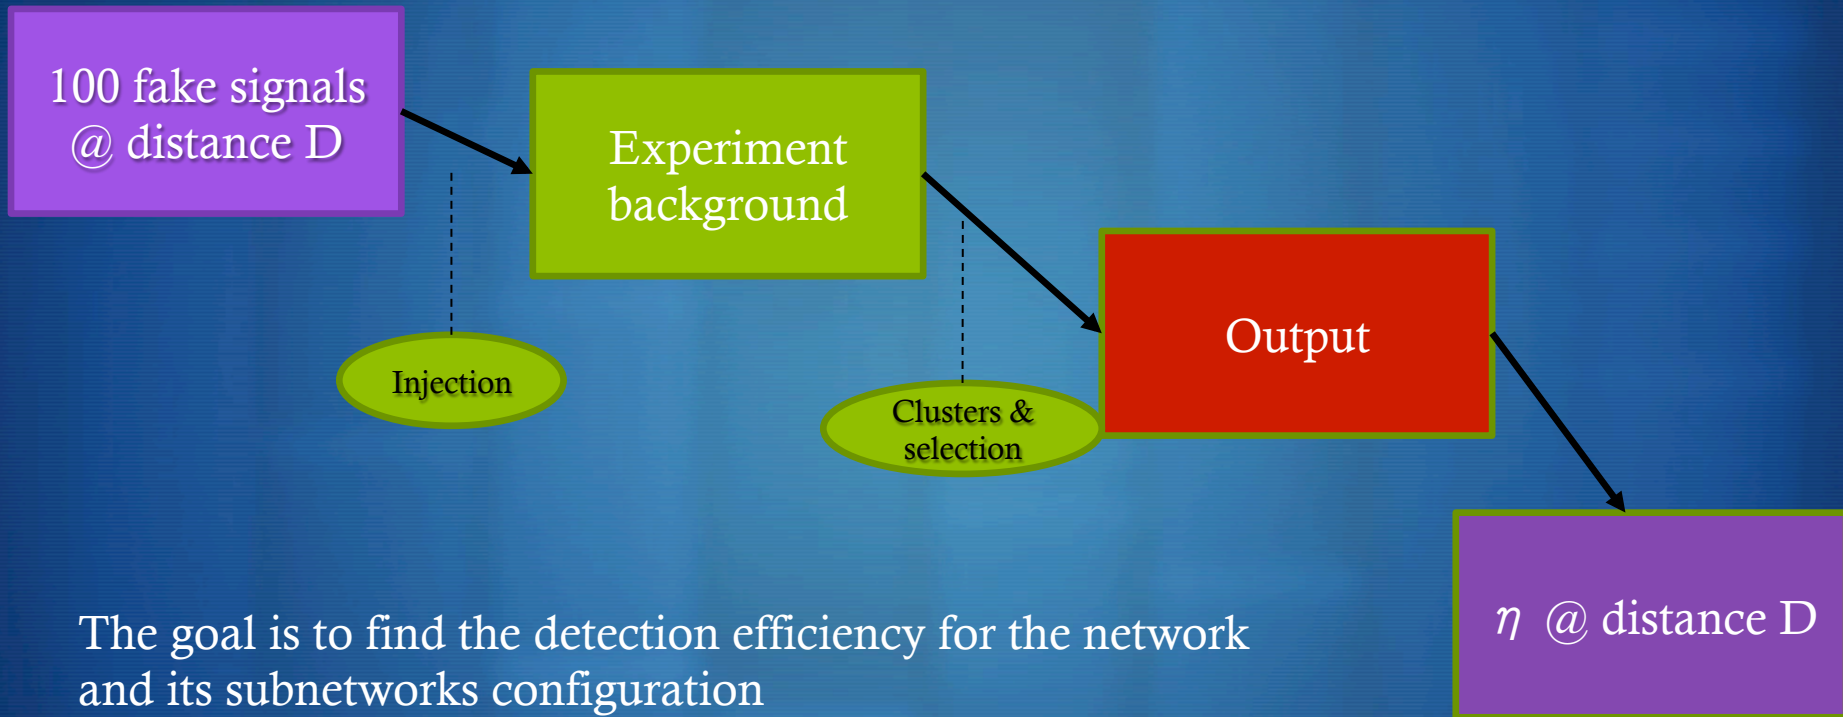 100 fake signals
@ distance D
Experiment
background
Injection
Clusters &
selection
Output
η @ distance D
The goal is to find the detection efficiency for the network
and its subnetworks configuration